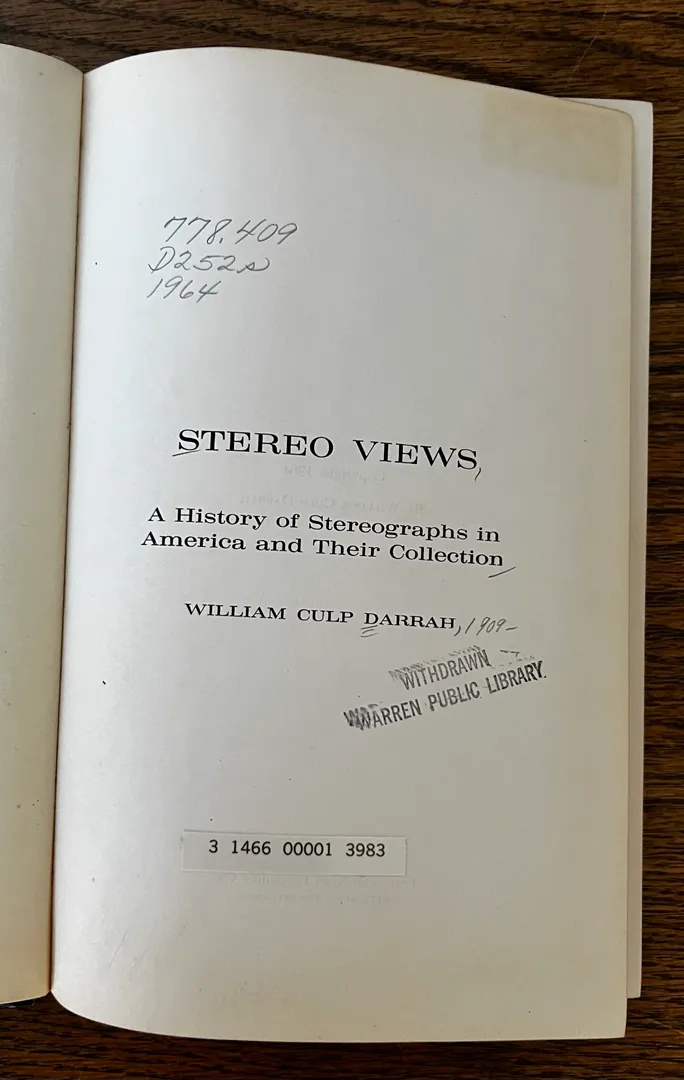 778.409
D252s
1964
STEREO VIEWS,
A History of Stereographs in
America and Their Collection
WILLIAM CULP DARRAH, 1909-
WITHDRAWN
WARREN PUBLIC LIBRARY.
3 1466 00001 3983